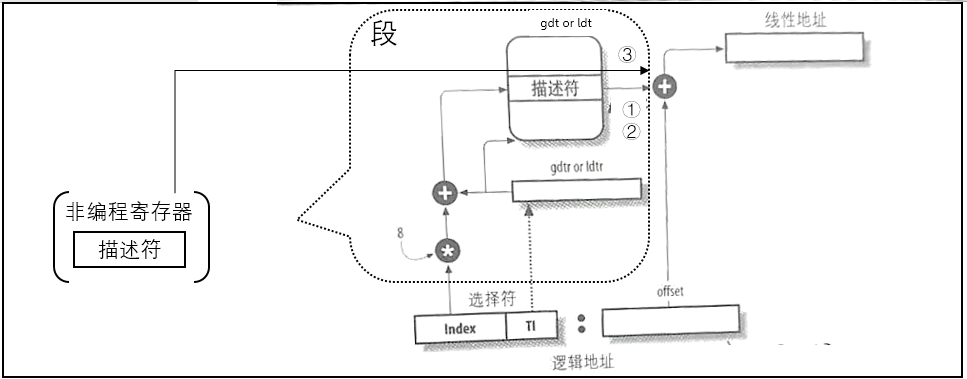 gdt or ldt
线性地址
段
③
描述符
①
②
gdtr or ldtr
非编程寄存器
描述符
8
选择符
offset
Index
TI
逻辑地址